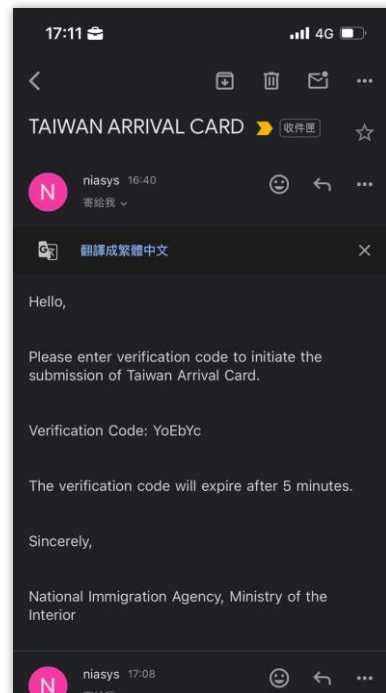 17:11
4G
TAIWAN ARRIVAL CARD 收件匣
N
niasys 16:40
寄給我
翻譯成繁體中文
Hello,
Please enter verification code to initiate the
submission of Taiwan Arrival Card.
Verification Code: YoEbYc
The verification code will expire after 5 minutes.
Sincerely,
National Immigration Agency, Ministry of the
Interior
N
niasys 17:08